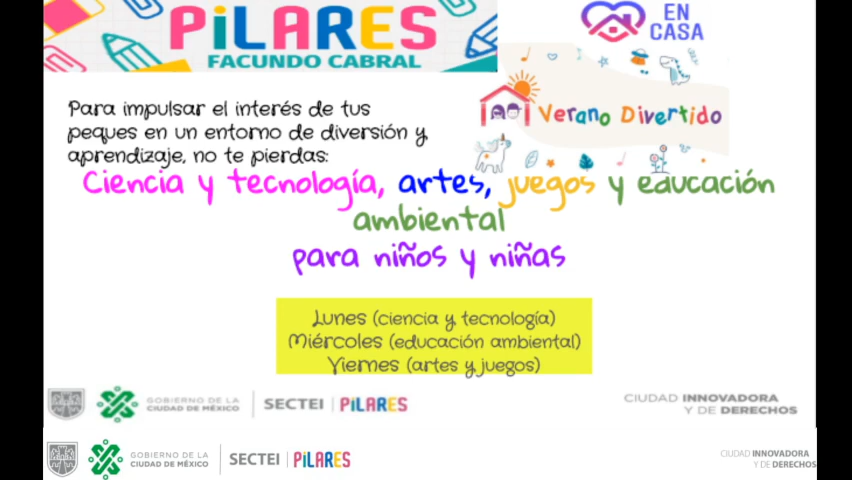 PiLARES
FACUNDO CABRAL
EN
CASA
Verano Divertido
Para impulsar el interés de tus
peques en un entorno de diversión y
aprendizaje, no te pierdas:
Ciencia y tecnología, artes, juegos y educación
ambiental
para niños y niñas
Lunes (ciencia y tecnología)
Miércoles (educación ambiental)
Viernes (artes y juegos)
GOBIERNO DE LA
CIUDAD DE MÉXICO
SECTEI
PiLARES
CIUDAD INNOVADORA
Y DE DERECHOS
GOBIERNO DE LA
CIUDAD DE MÉXICO
SECTEI
PiLARES
CIUDAD INNOVADORA
Y DE DERECHOS